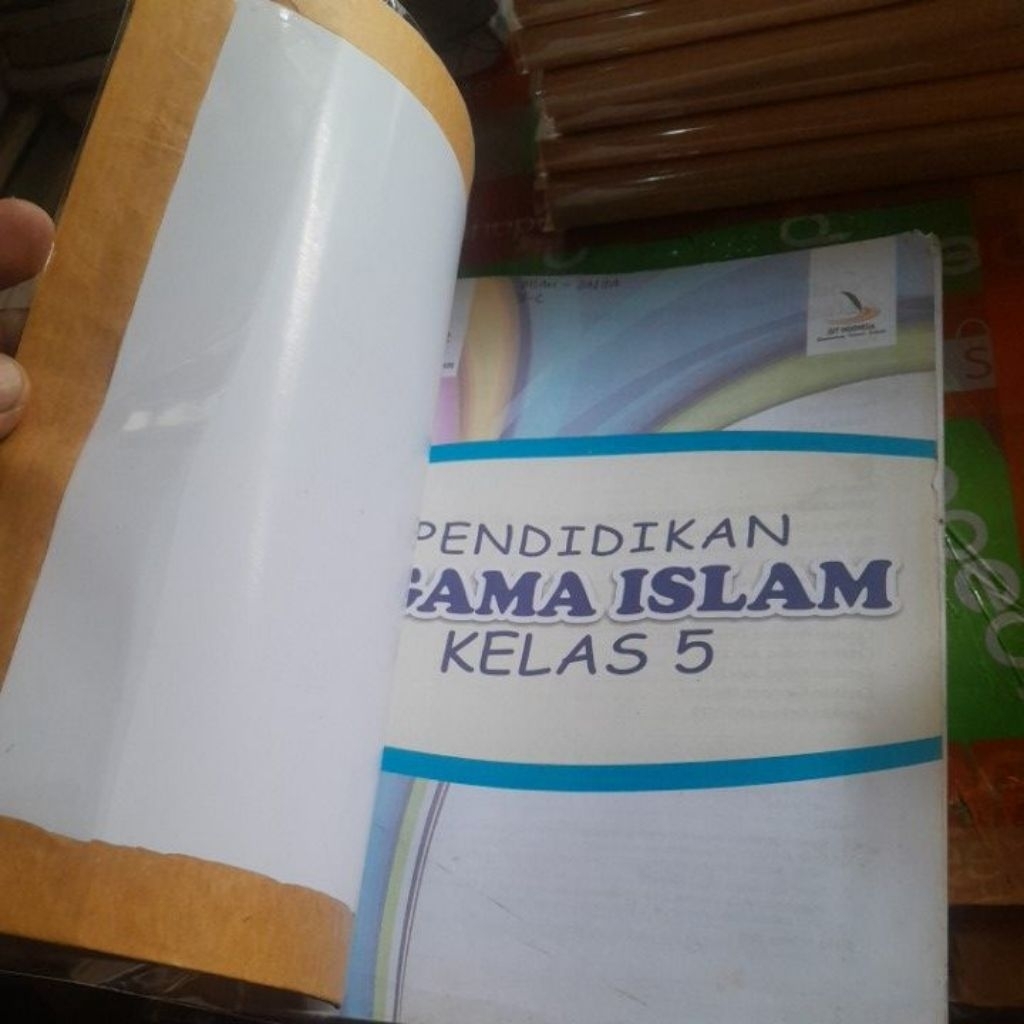 PENDIDIKAN
GAMA ISLAM
KELAS 5
S